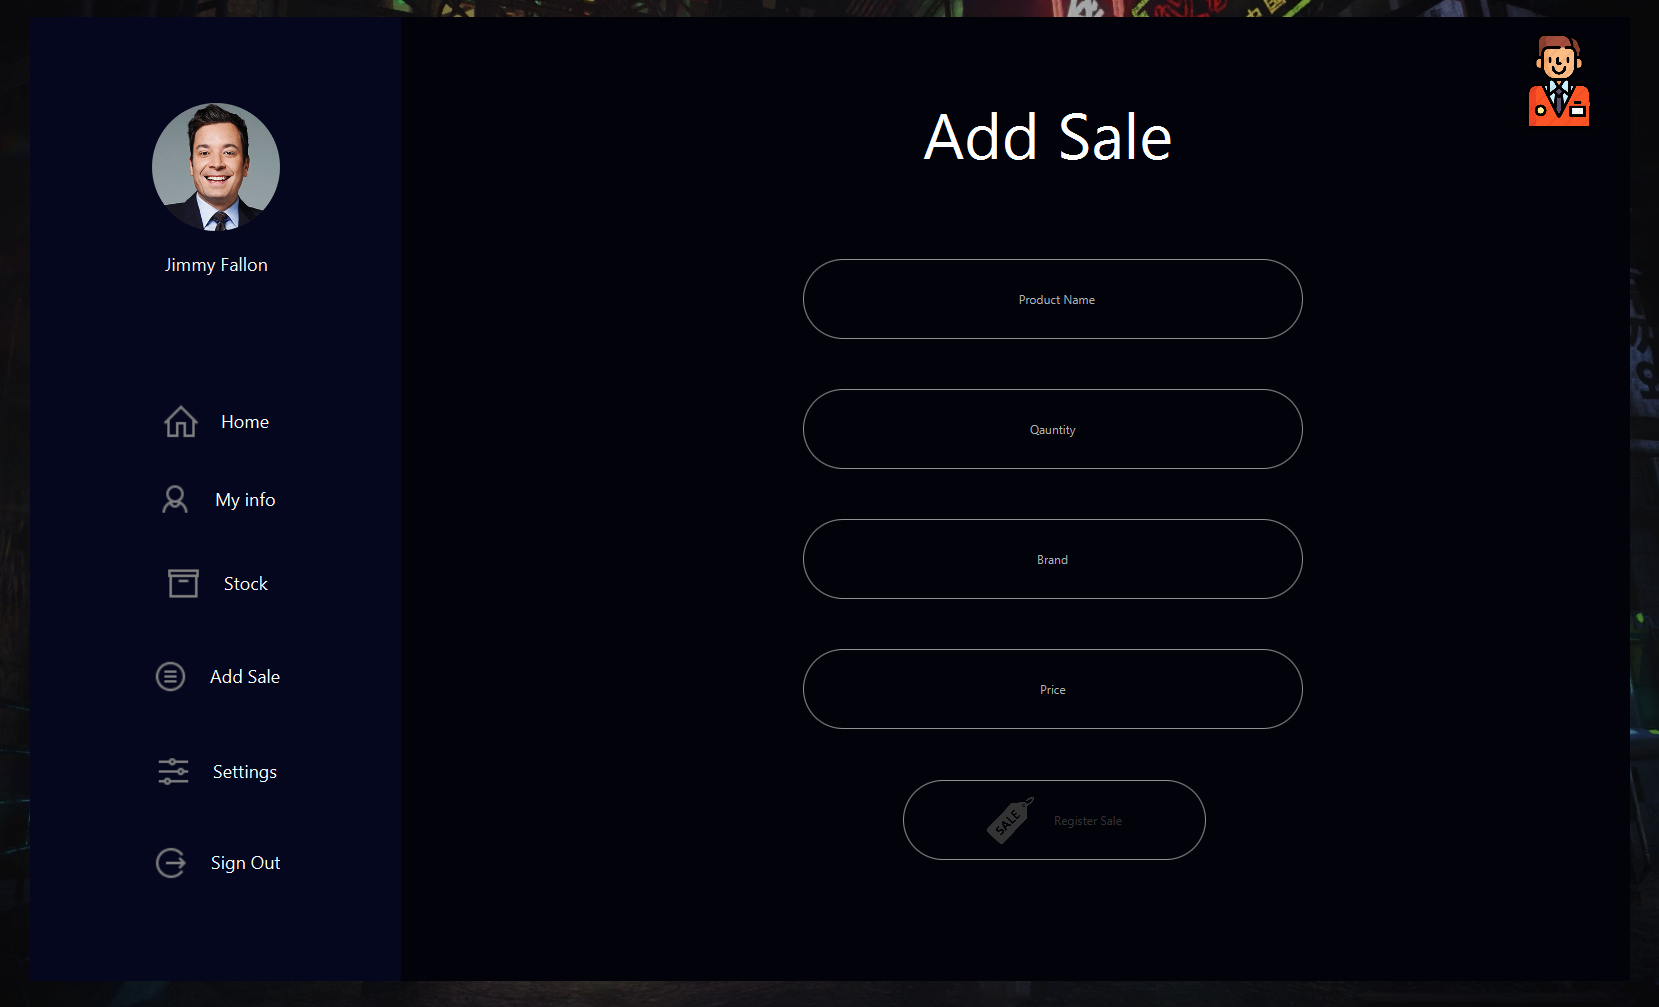 Add Sale
Jimmy Fallon
Home
My info
Stock
Add Sale
Settings
Sign Out
Product Name
Qauntity
Brand
Price
SALE
Register Sale